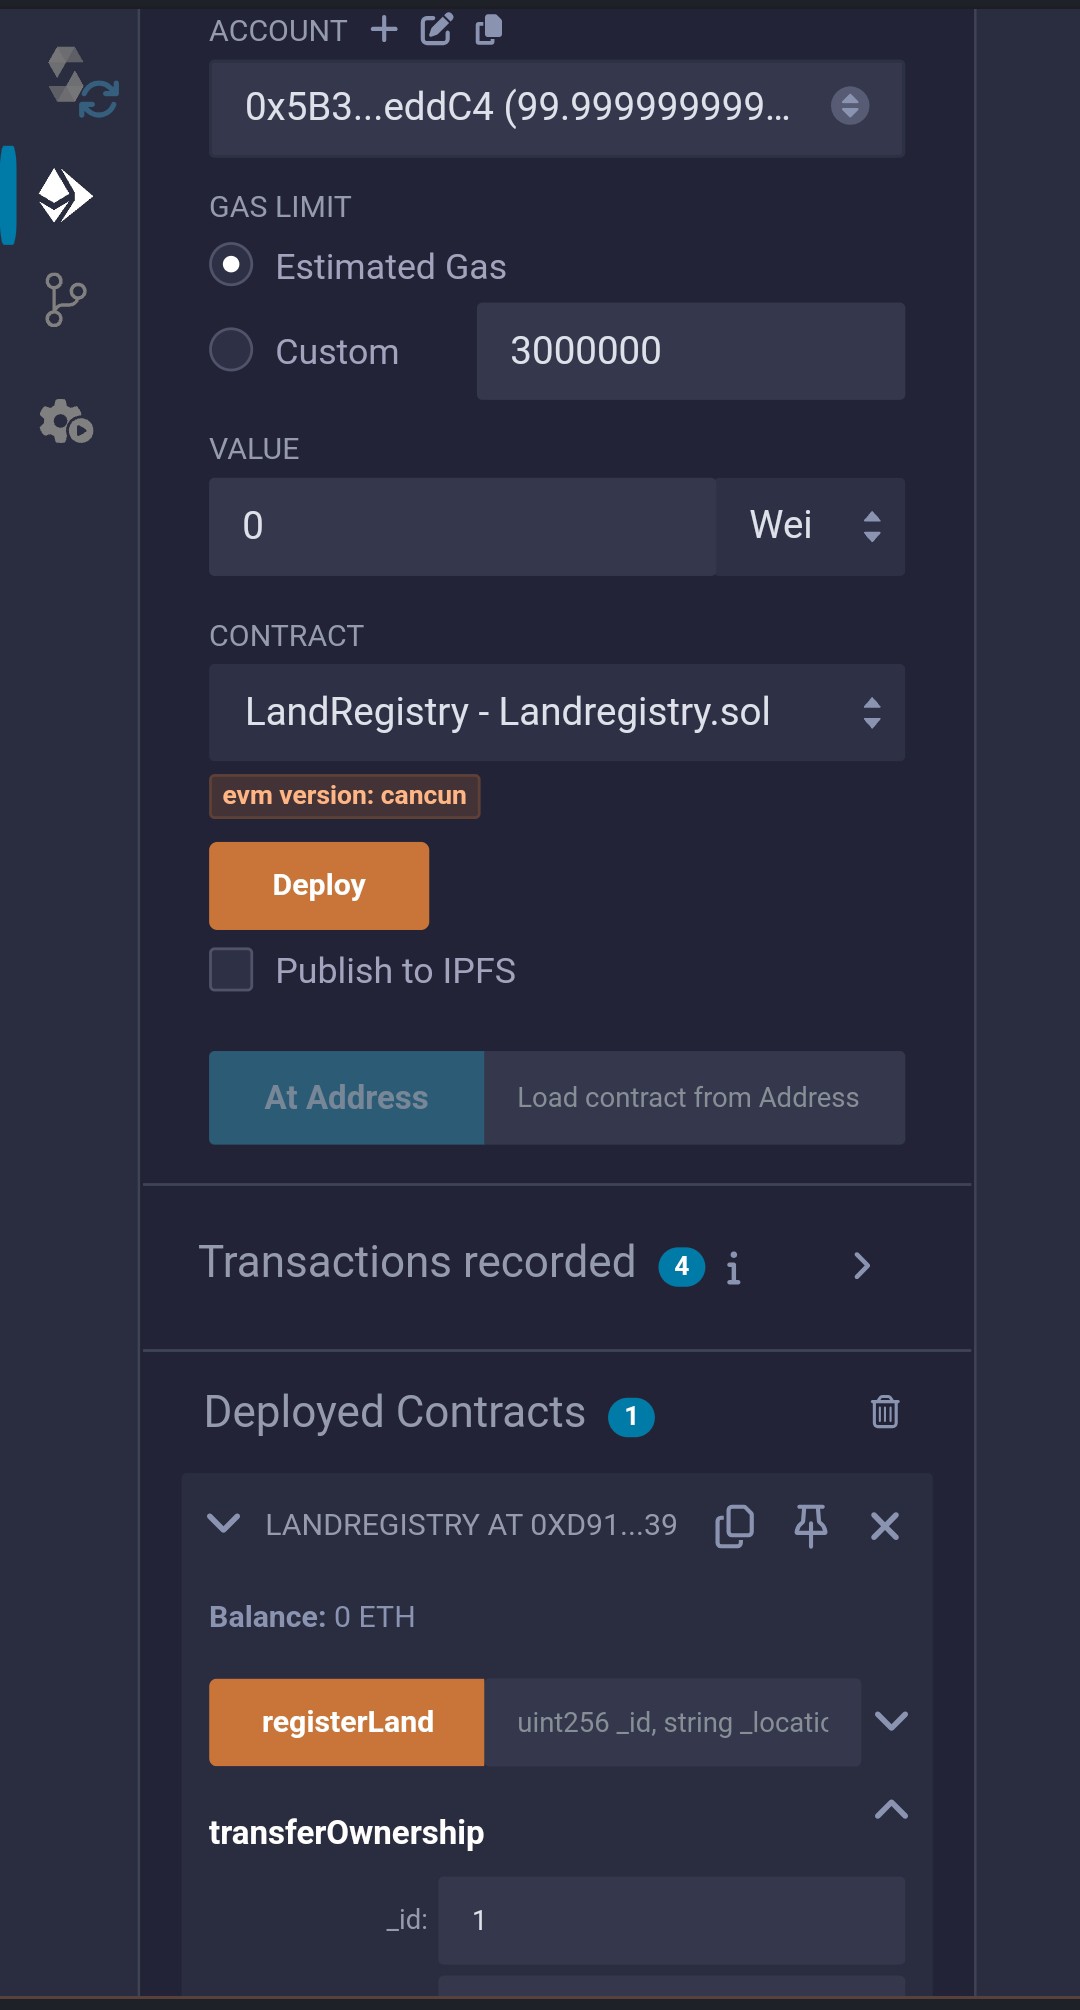 ACCOUNT
0x5B3...eddC4 (99.999999999...
GAS LIMIT
Estimated Gas
Custom 3000000
VALUE
0 Wei
CONTRACT
LandRegistry - Landregistry.sol
evm version: cancun
Deploy
Publish to IPFS
At Address Load contract from Address
Transactions recorded 4 i
Deployed Contracts 1
LANDREGISTRY AT 0XD91...39
Balance: 0 ETH
registerLand uint256 _id, string _locatic
transferOwnership
_id: 1